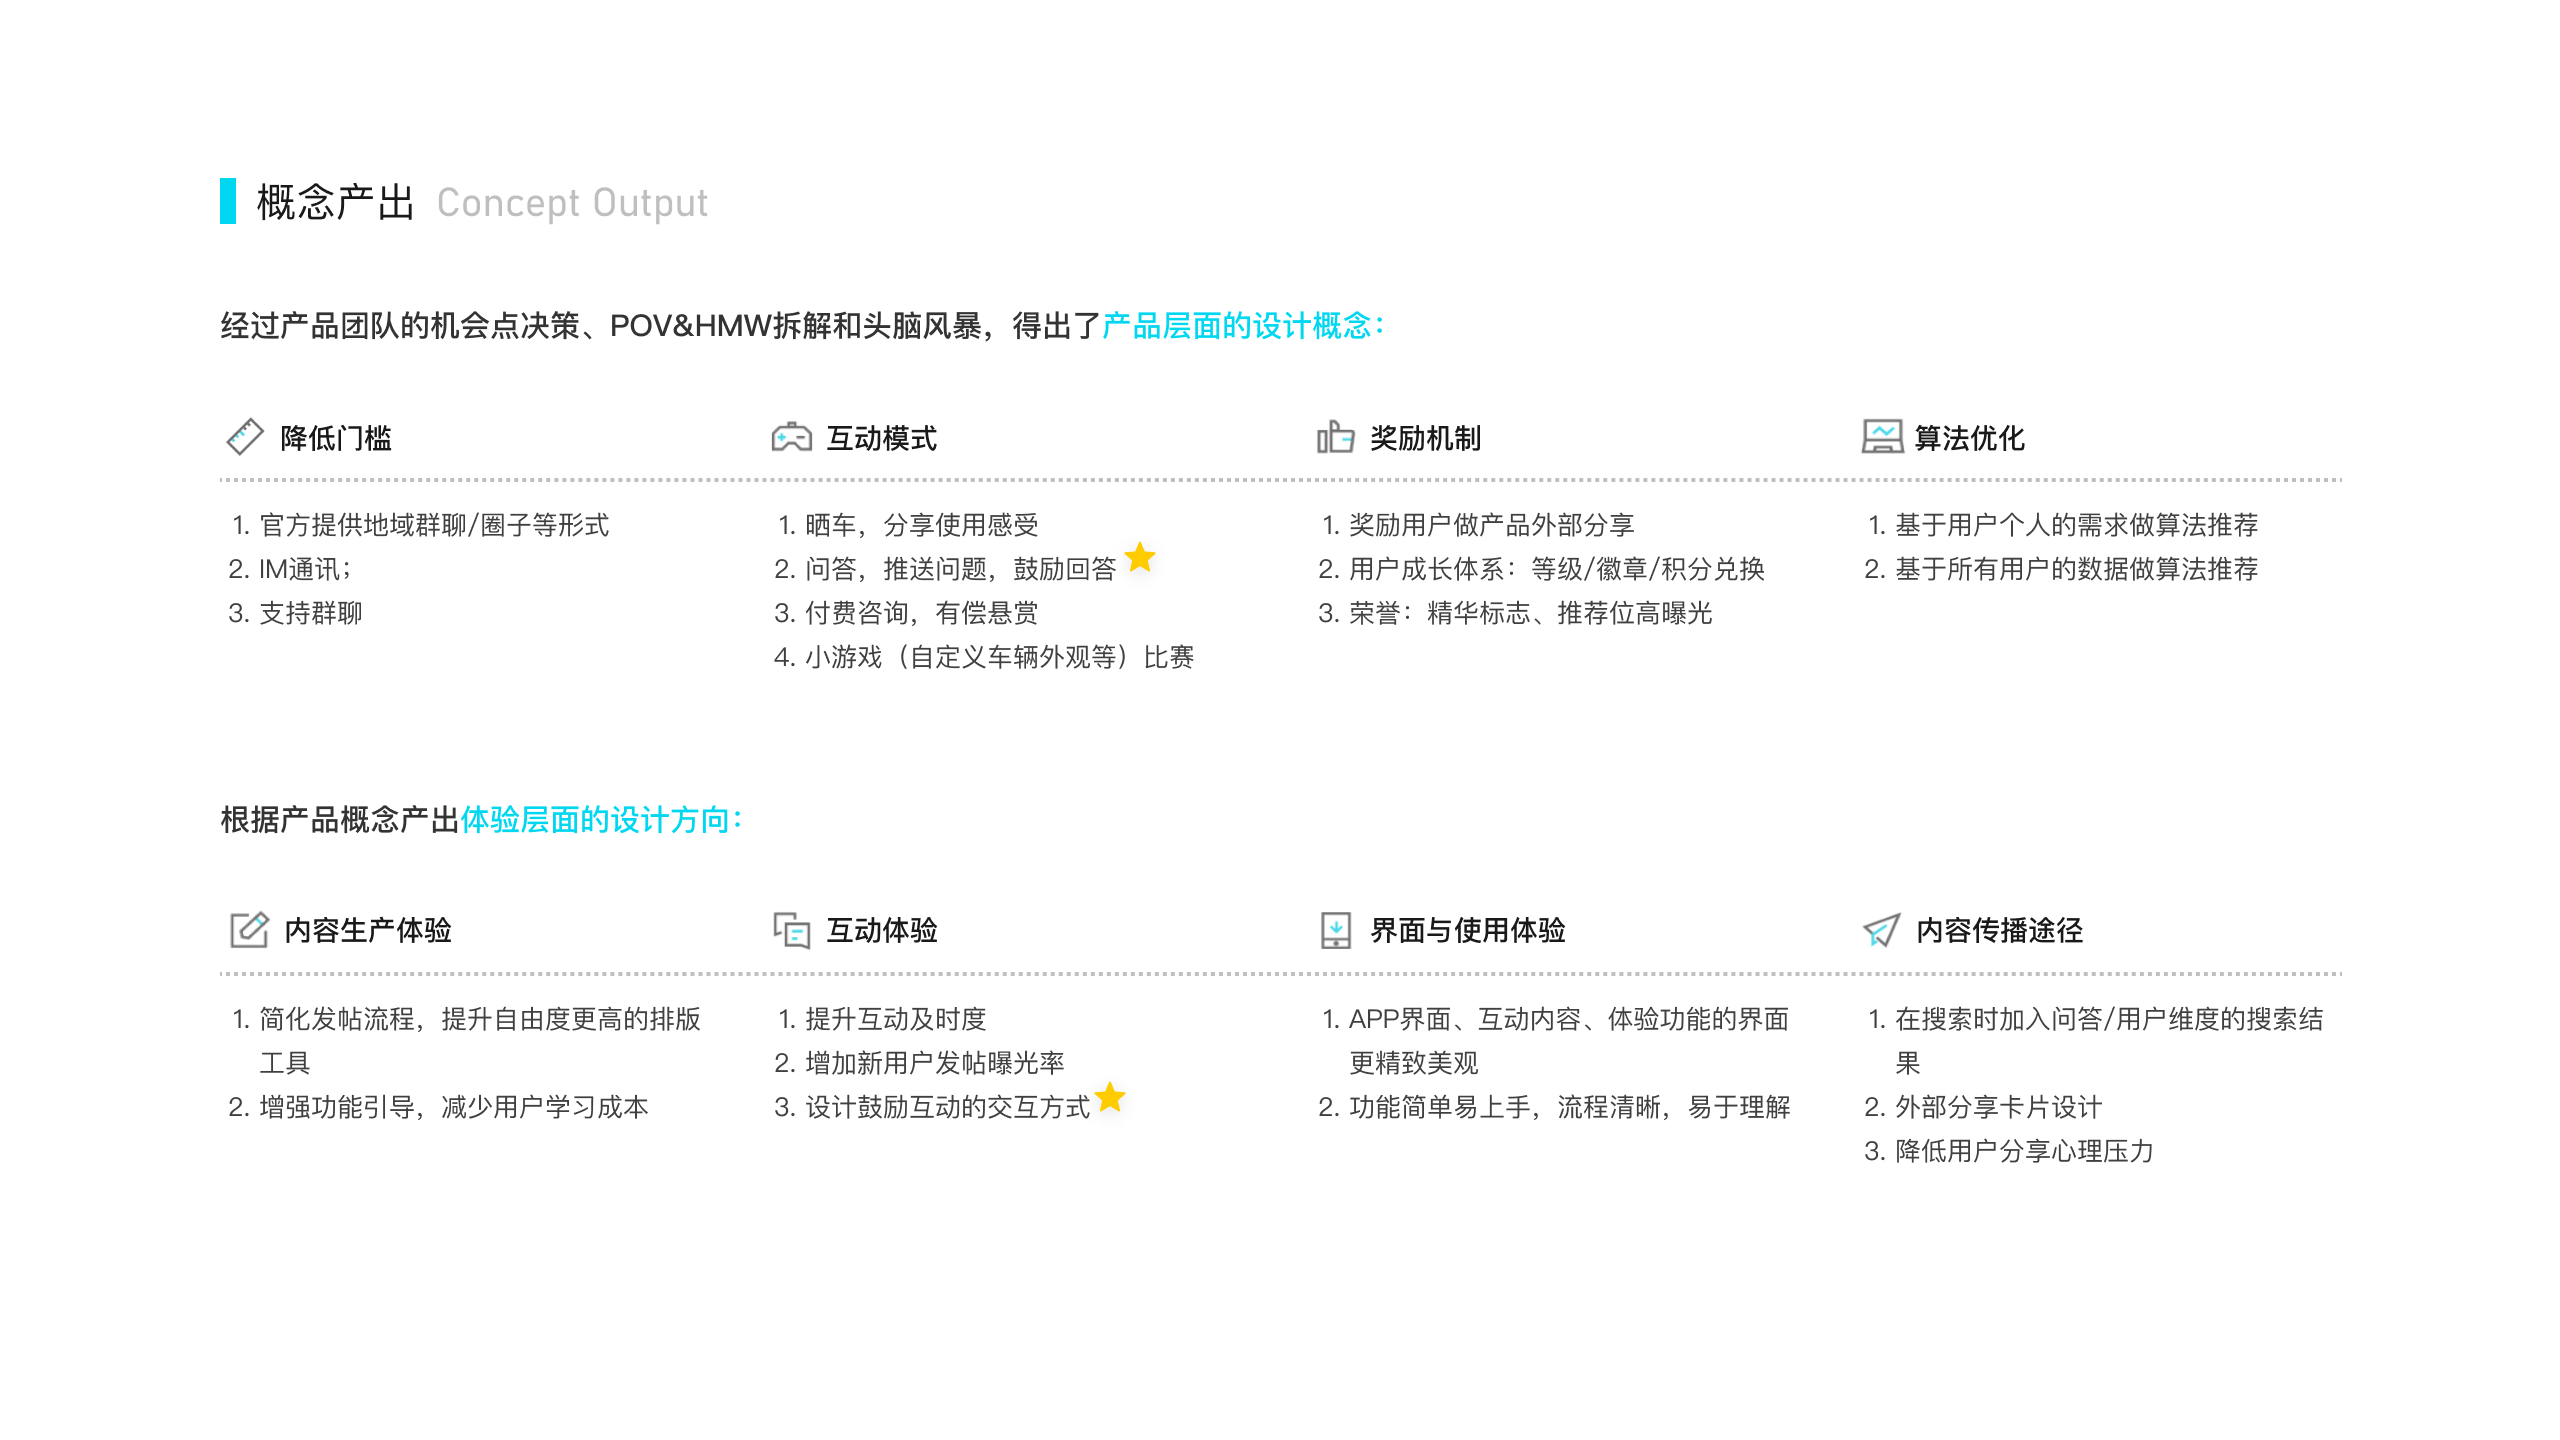 概念产出 Concept Output
经过产品团队的机会点决策、POV&HMW拆解和头脑风暴，得出了产品层面的设计概念：
降低门槛
1. 官方提供地域群聊/圈子等形式
2. IM通讯；
3. 支持群聊
互动模式
1. 晒车，分享使用感受
2. 问答，推送问题，鼓励回答
3. 付费咨询，有偿悬赏
4. 小游戏（自定义车辆外观等）比赛
奖励机制
1. 奖励用户做产品外部分享
2. 用户成长体系：等级/徽章/积分兑换
3. 荣誉：精华标志、推荐位高曝光
算法优化
1. 基于用户个人的需求做算法推荐
2. 基于所有用户的数据做算法推荐
根据产品概念产出体验层面的设计方向：
内容生产体验
1. 简化发帖流程，提升自由度更高的排版
工具
2. 增强功能引导，减少用户学习成本
互动体验
1. 提升互动及时度
2. 增加新用户发帖曝光率
3. 设计鼓励互动的交互方式
界面与使用体验
1. APP界面、互动内容、体验功能的界面
更精致美观
2. 功能简单易上手，流程清晰，易于理解
内容传播途径
1. 在搜索时加入问答/用户维度的搜索结
果
2. 外部分享卡片设计
3. 降低用户分享心理压力